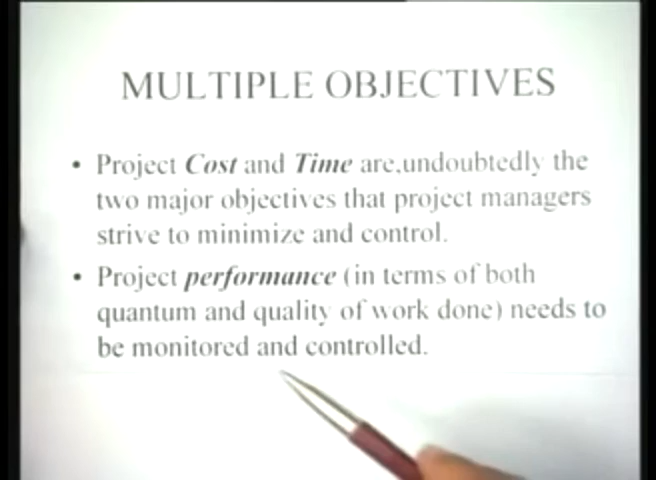 MULTIPLE OBJECTIVES
• Project Cost and Time are,undoubtedly the
two major objectives that project managers
strive to minimize and control.
• Project performance (in terms of both
quantum and quality of work done) needs to
be monitored and controlled.